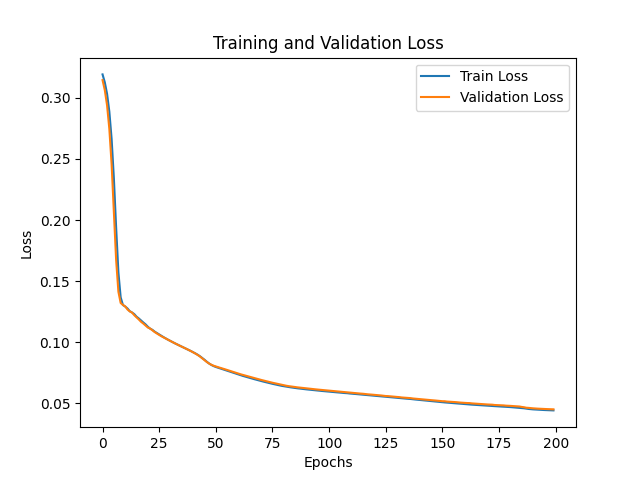 Training and Validation Loss
Train Loss
Validation Loss
0.30
0.25
0.20
0.15
0.10
0.05
Loss
0 25 50 75 100 125 150 175 200
Epochs